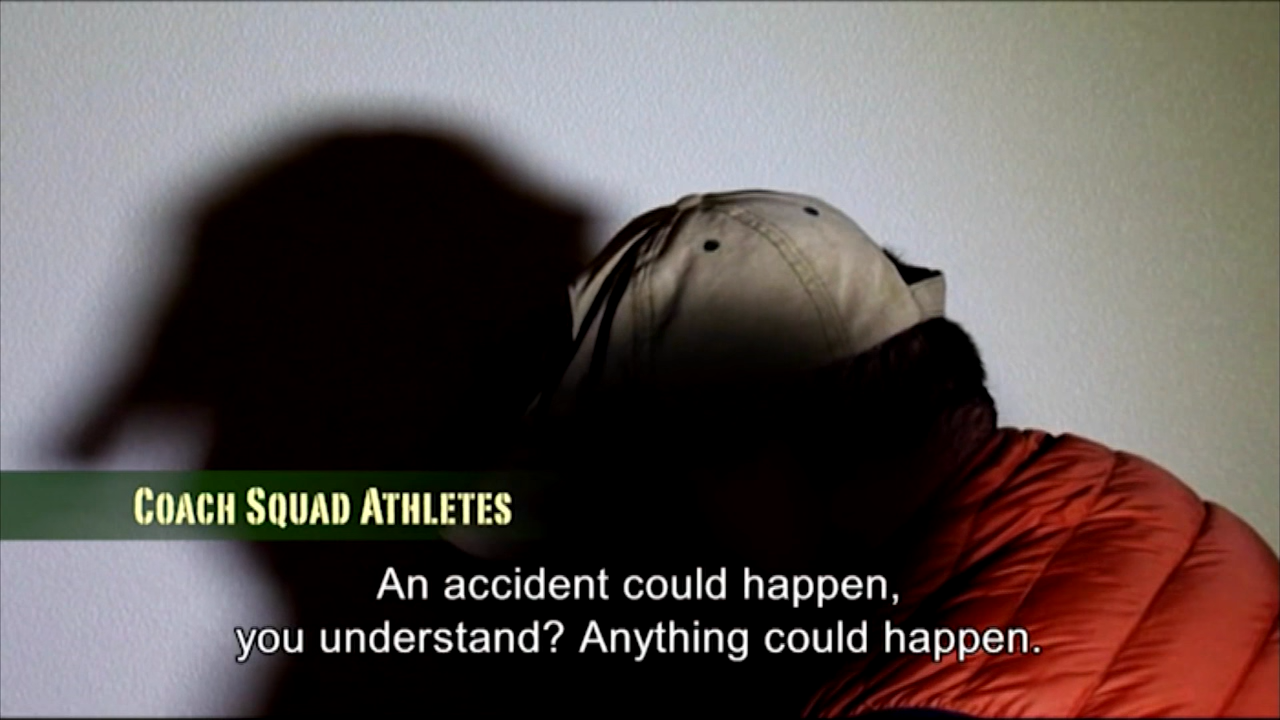 Coach Squad Athletes
An accident could happen,
you understand? Anything could happen.